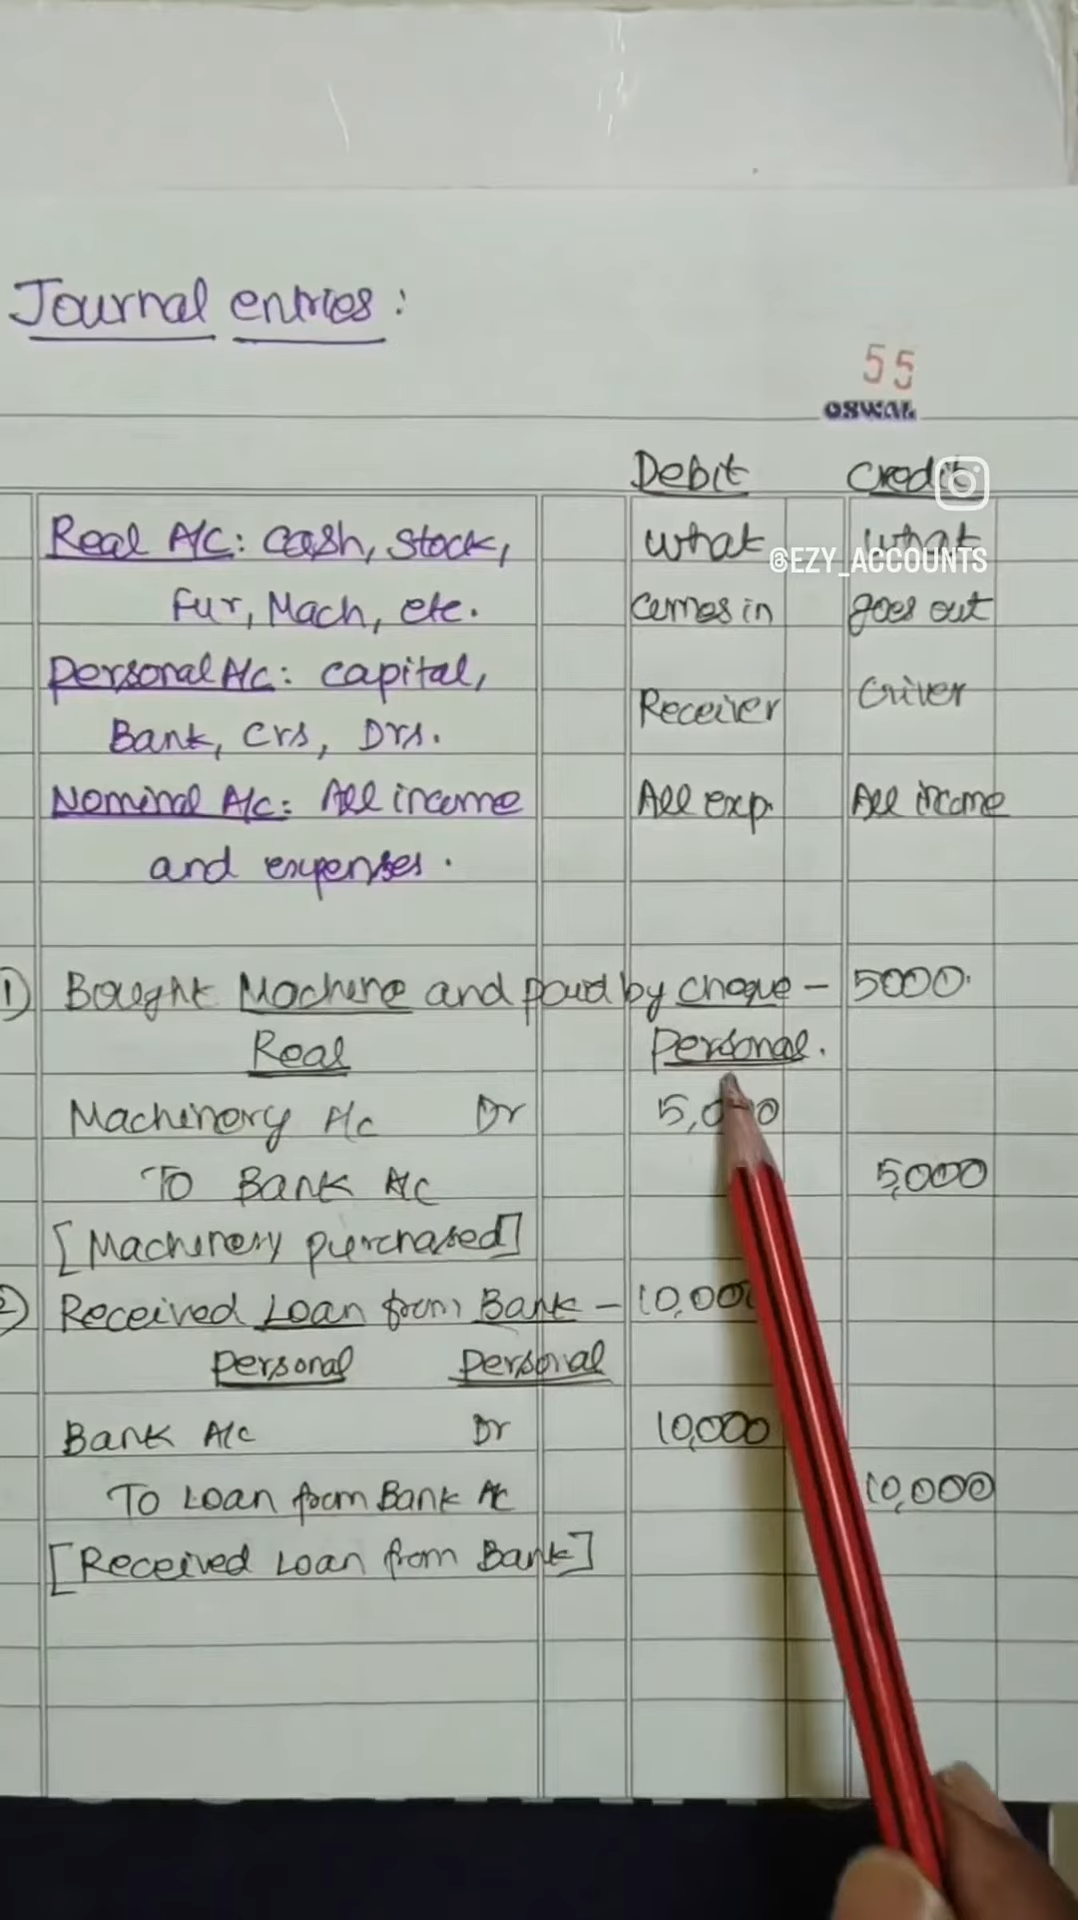 Journal entries:
55
OSWAL
Debit Credit
Real A/c: cash, stock, what what
@EZY_ACCOUNTS
Fur, Mach, etc. comes in goes out
Personal A/c: capital, Receiver Giver
Bank, Crs, Drs.
Nominal A/c: All income All exp. All income
and expenses.
1) Bought Machine and paid by cheque - 5000.
Real Personal.
Machinery A/c Dr 5,000
To Bank A/c 5,000
[Machinery purchased]
2) Received Loan from Bank - 10,000
Personal Personal
Bank A/c Dr 10,000
To Loan from Bank A/c 10,000
[Received Loan from Bank]